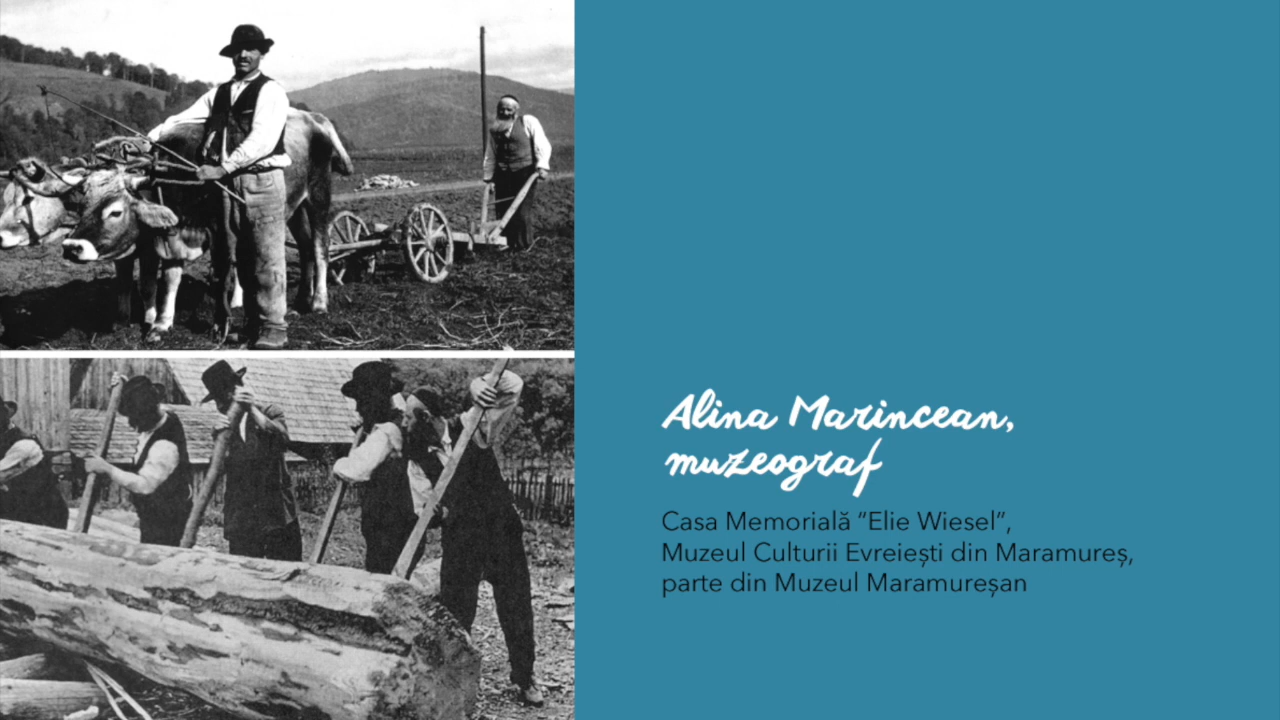 Alina Marincean,
muzeograf
Casa Memorială “Elie Wiesel”,
Muzeul Culturii Evreiești din Maramureș,
parte din Muzeul Maramureșan